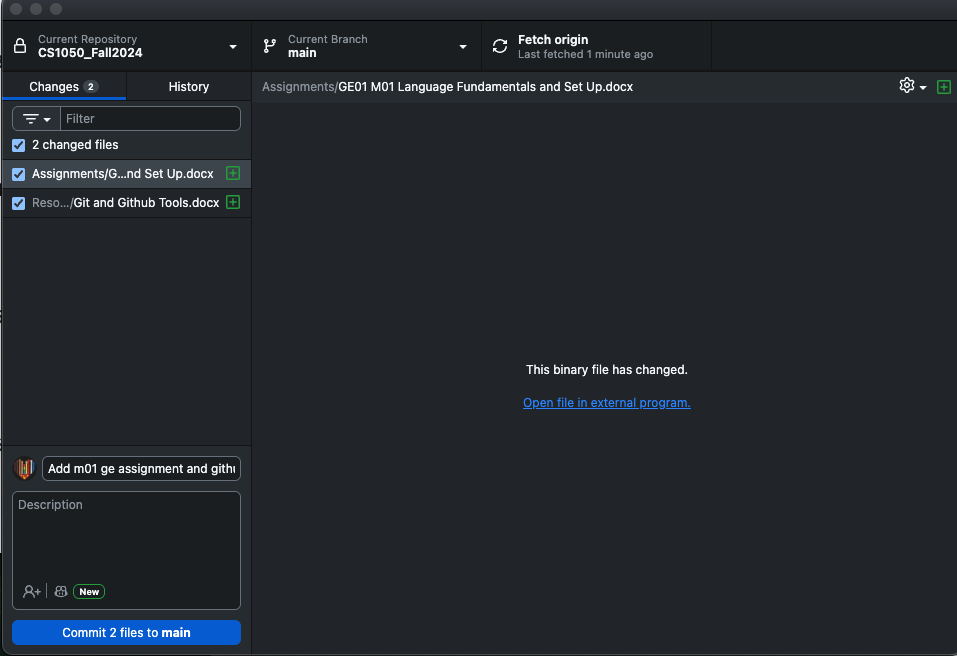 Current Repository
CS1050_Fall2024
Current Branch
main
Fetch origin
Last fetched 1 minute ago
Changes 2
History
Assignments/GE01 M01 Language Fundamentals and Set Up.docx
Filter
2 changed files
Assignments/G...nd Set Up.docx
Reso.../Git and Github Tools.docx
This binary file has changed.
Open file in external program.
Add m01 ge assignment and githu
Description
New
Commit 2 files to main